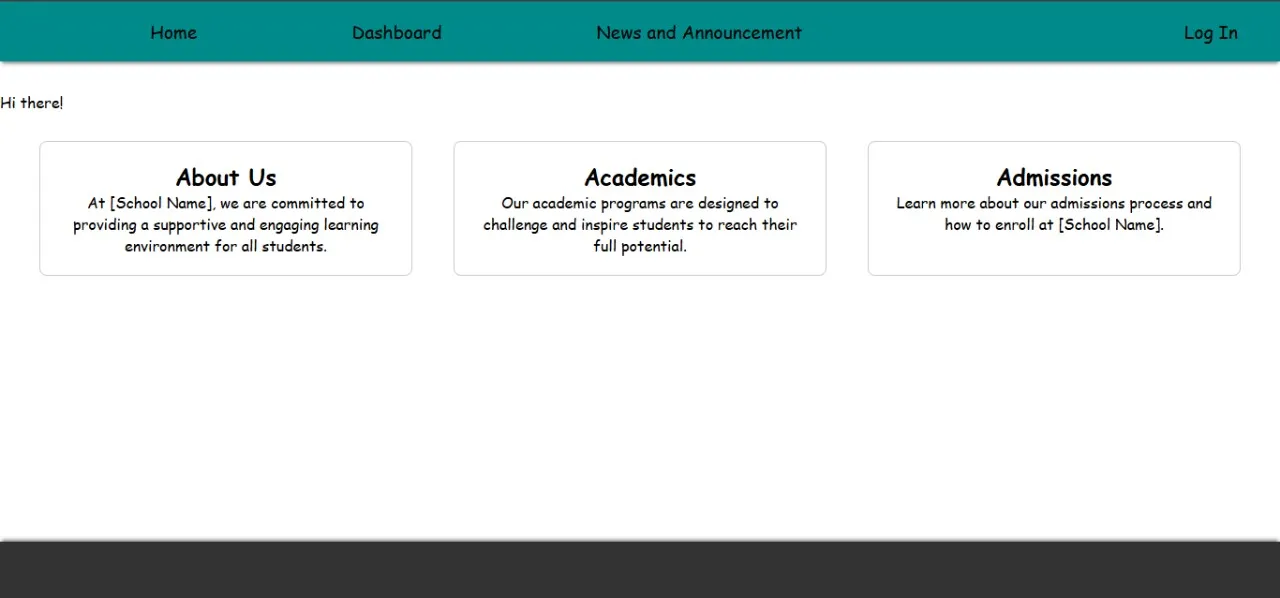 Home Dashboard News and Announcement Log In
Hi there!
About Us
At [School Name], we are committed to
providing a supportive and engaging learning
environment for all students.
Academics
Our academic programs are designed to
challenge and inspire students to reach their
full potential.
Admissions
Learn more about our admissions process and
how to enroll at [School Name].